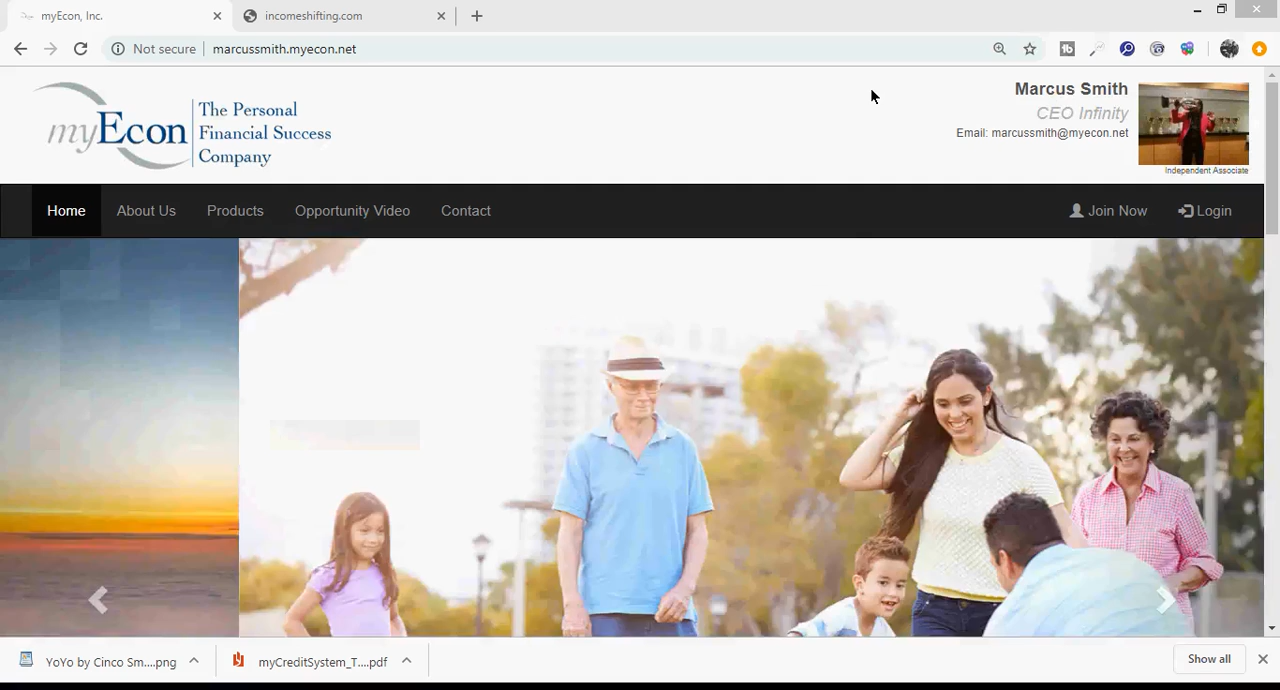 myEcon, Inc.
incomeshifting.com
Not secure
marcussmith.myecon.net
myEcon
The Personal
Financial Success
Company
Marcus Smith
CEO Infinity
Email: marcussmith@myecon.net
Independent Associate
Home
About Us
Products
Opportunity Video
Contact
Join Now
Login
YoYo by Cinco Sm....png
myCreditSystem_T....pdf
Show all